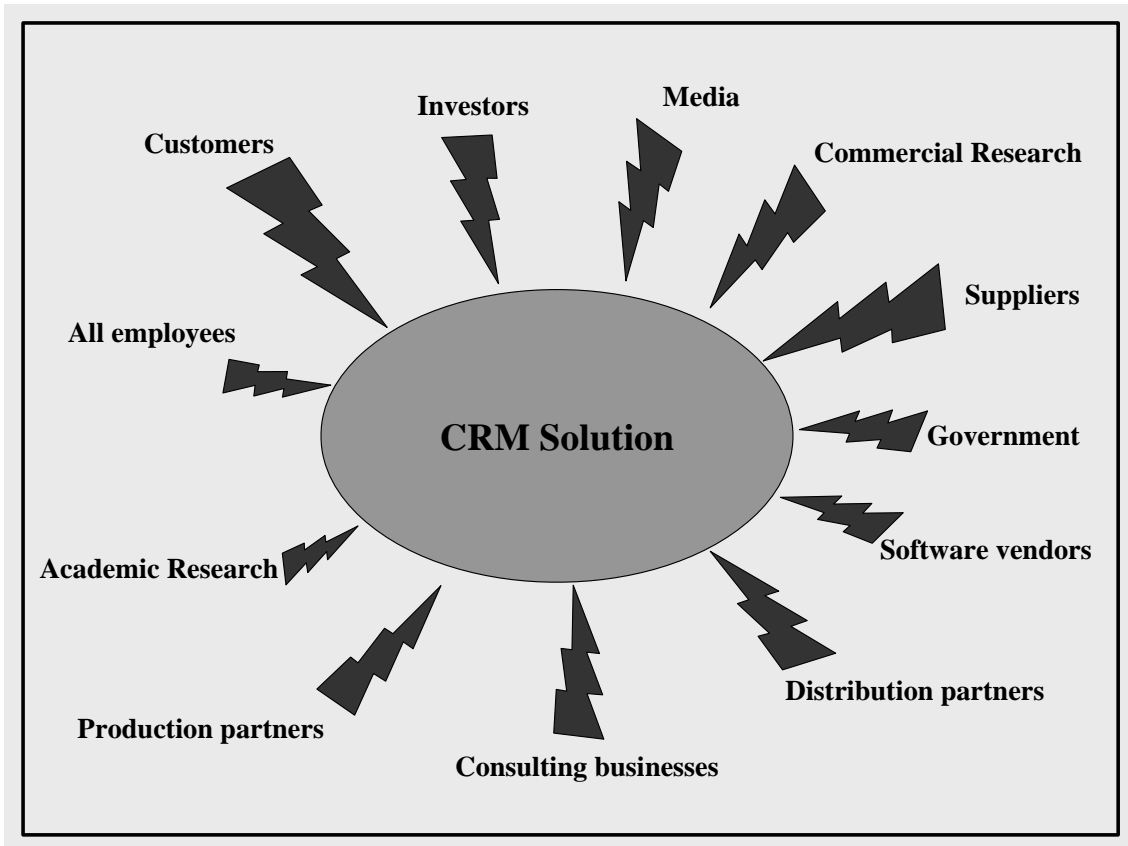 Media
Investors
Customers
Commercial Research
Suppliers
All employees
CRM Solution
Government
Software vendors
Academic Research
Distribution partners
Production partners
Consulting businesses